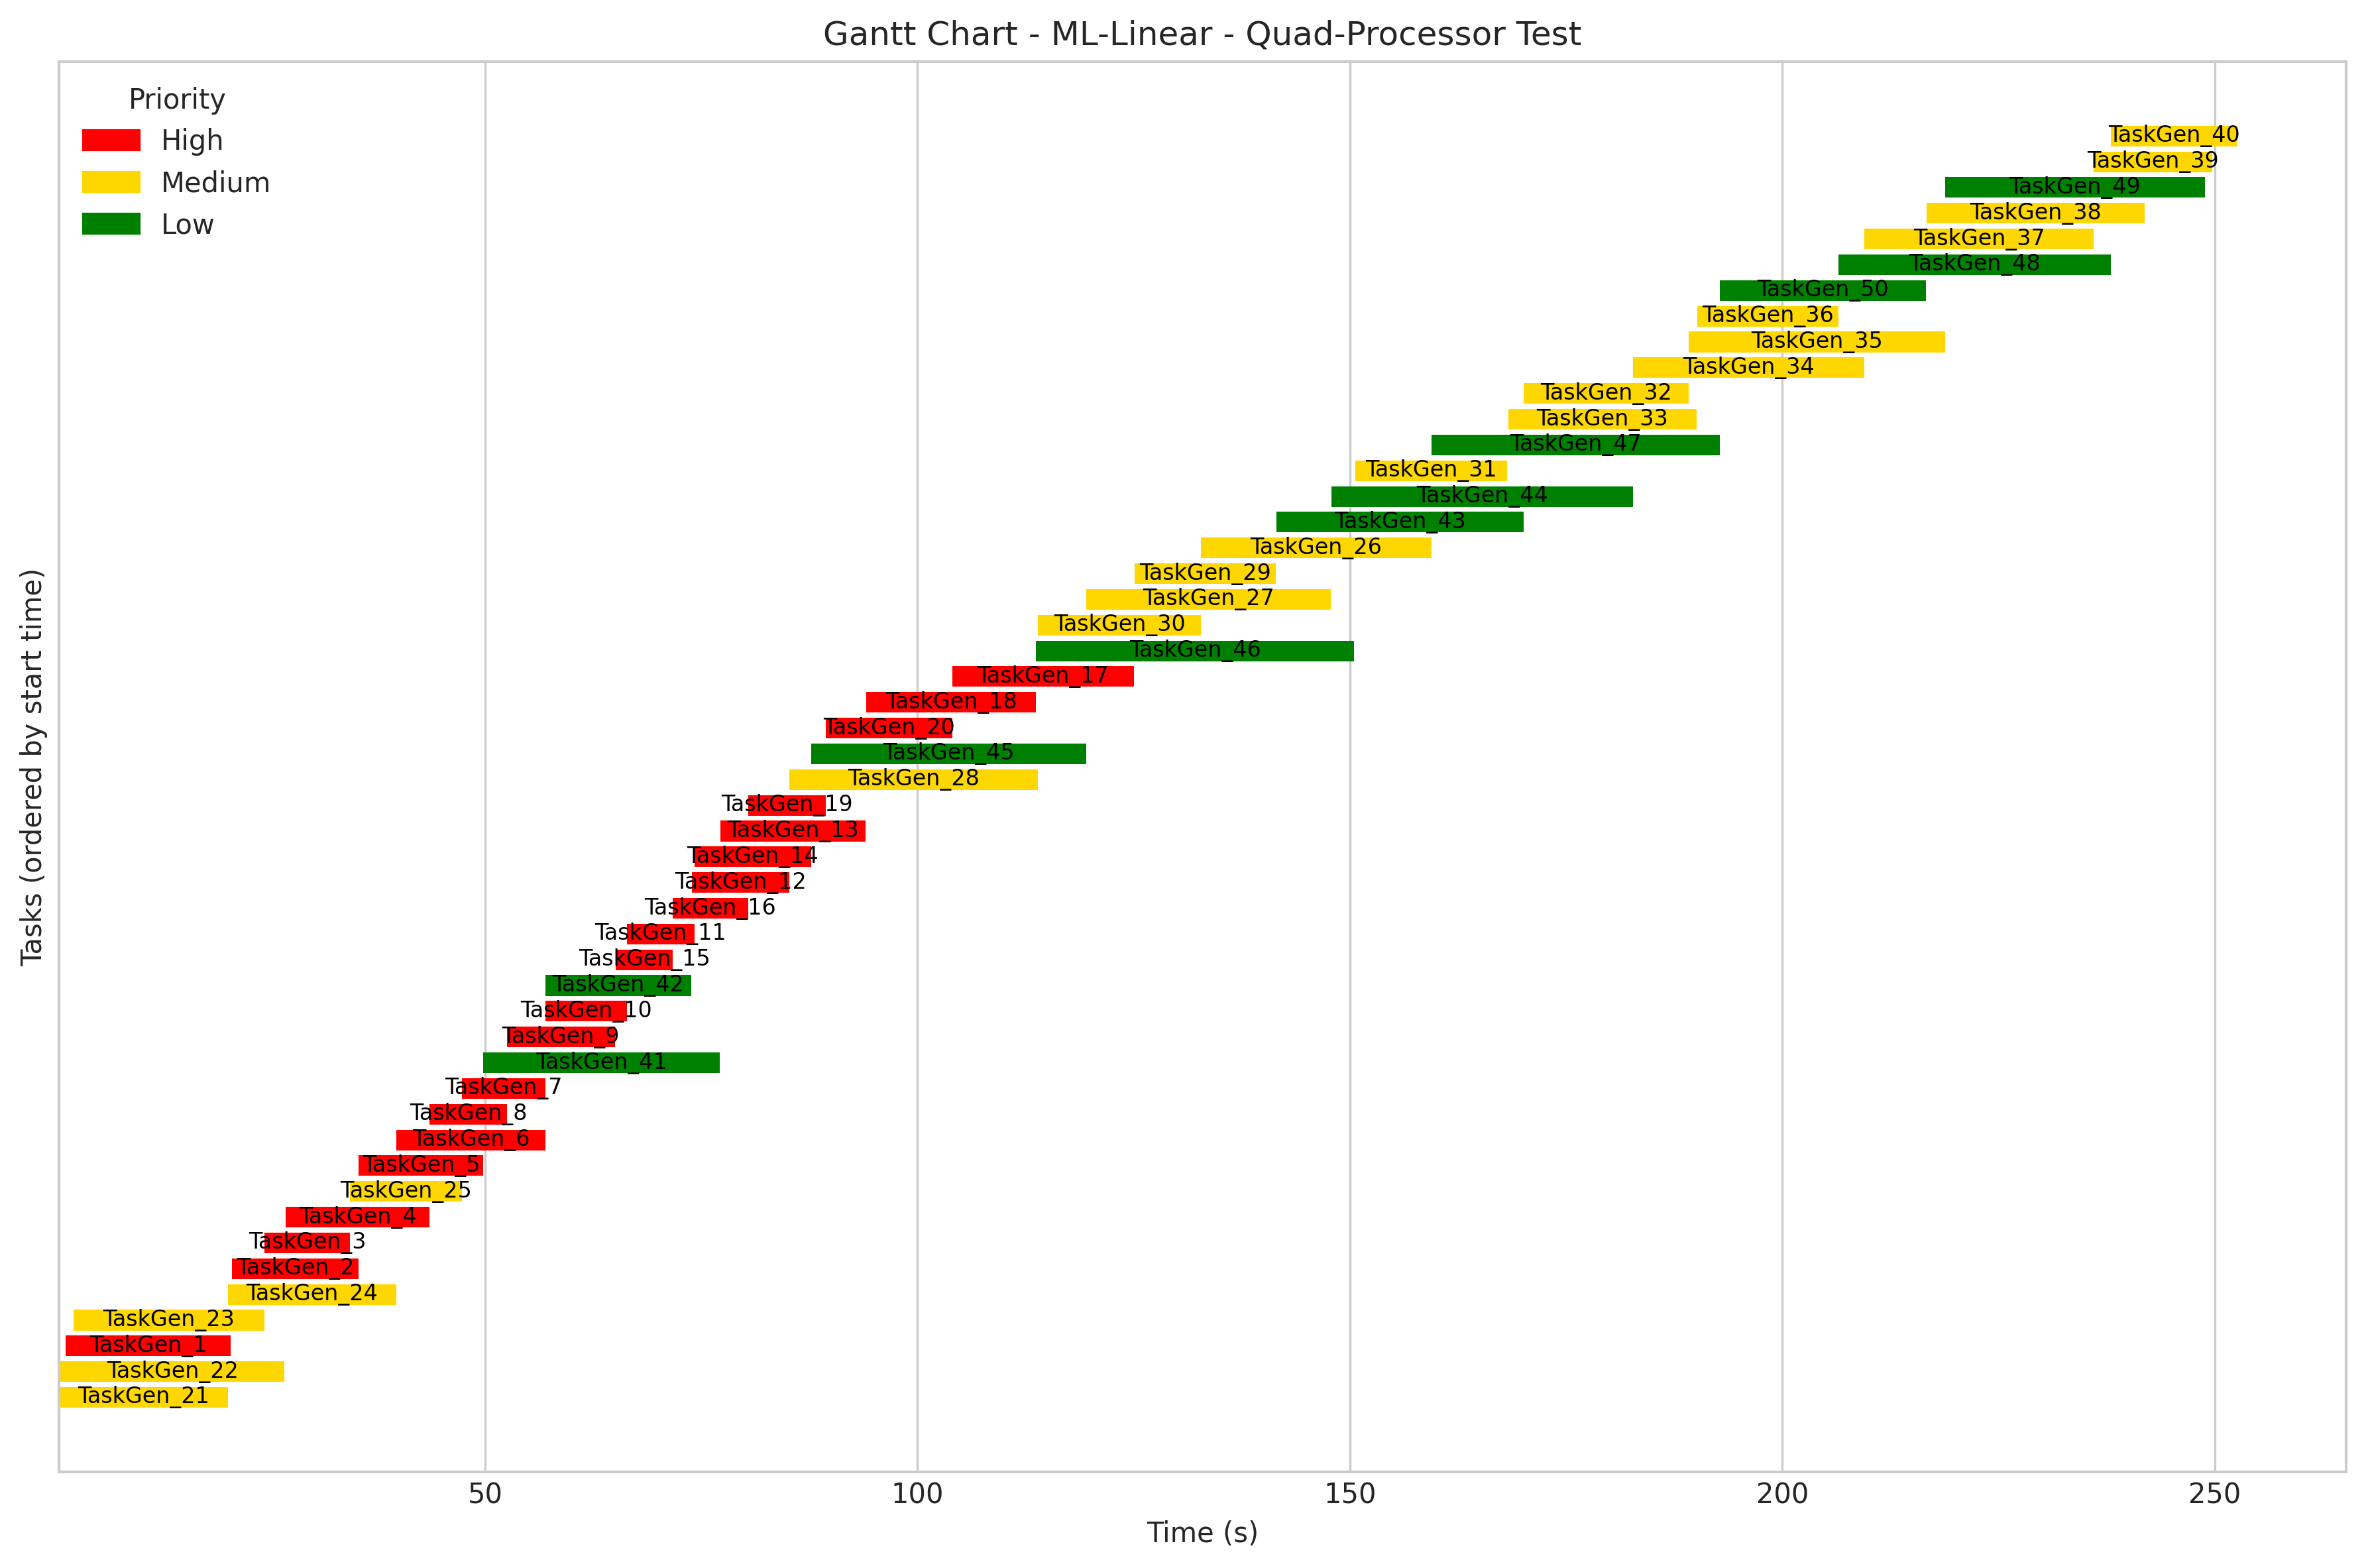 Gantt Chart - ML-Linear - Quad-Processor Test
Priority
High
Medium
Low
TaskGen_40
TaskGen_39
TaskGen_49
TaskGen_38
TaskGen_37
TaskGen_48
TaskGen_50
TaskGen_36
TaskGen_35
TaskGen_34
TaskGen_32
TaskGen_33
TaskGen_47
TaskGen_31
TaskGen_44
TaskGen_43
TaskGen_26
TaskGen_29
TaskGen_27
TaskGen_30
TaskGen_46
TaskGen_17
TaskGen_18
TaskGen_20
TaskGen_45
TaskGen_28
TaskGen_19
TaskGen_13
TaskGen_14
TaskGen_12
TaskGen_16
TaskGen_11
TaskGen_15
TaskGen_42
TaskGen_10
TaskGen_9
TaskGen_41
TaskGen_7
TaskGen_8
TaskGen_6
TaskGen_5
TaskGen_25
TaskGen_4
TaskGen_3
TaskGen_2
TaskGen_24
TaskGen_23
TaskGen_1
TaskGen_22
TaskGen_21
Tasks (ordered by start time)
50 100 150 200 250
Time (s)